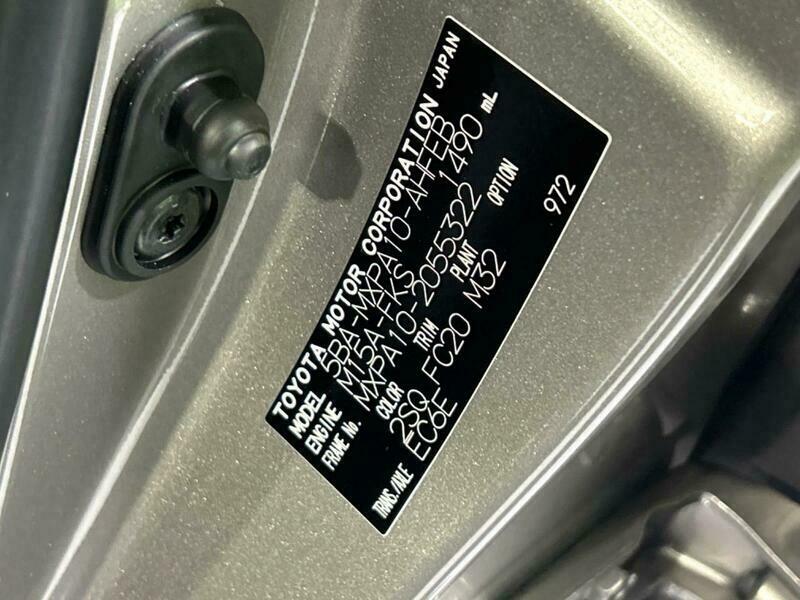 TOYOTA MOTOR CORPORATION JAPAN
MODEL 5BA-MXPA10-AHFEB
ENGINE M15A-FKS 1490 mL
FRAME No. MXPA10-2055322
COLOR TRIM PLANT OPTION
2SQ FC20 M32
TRANS./AXLE EC6E 972